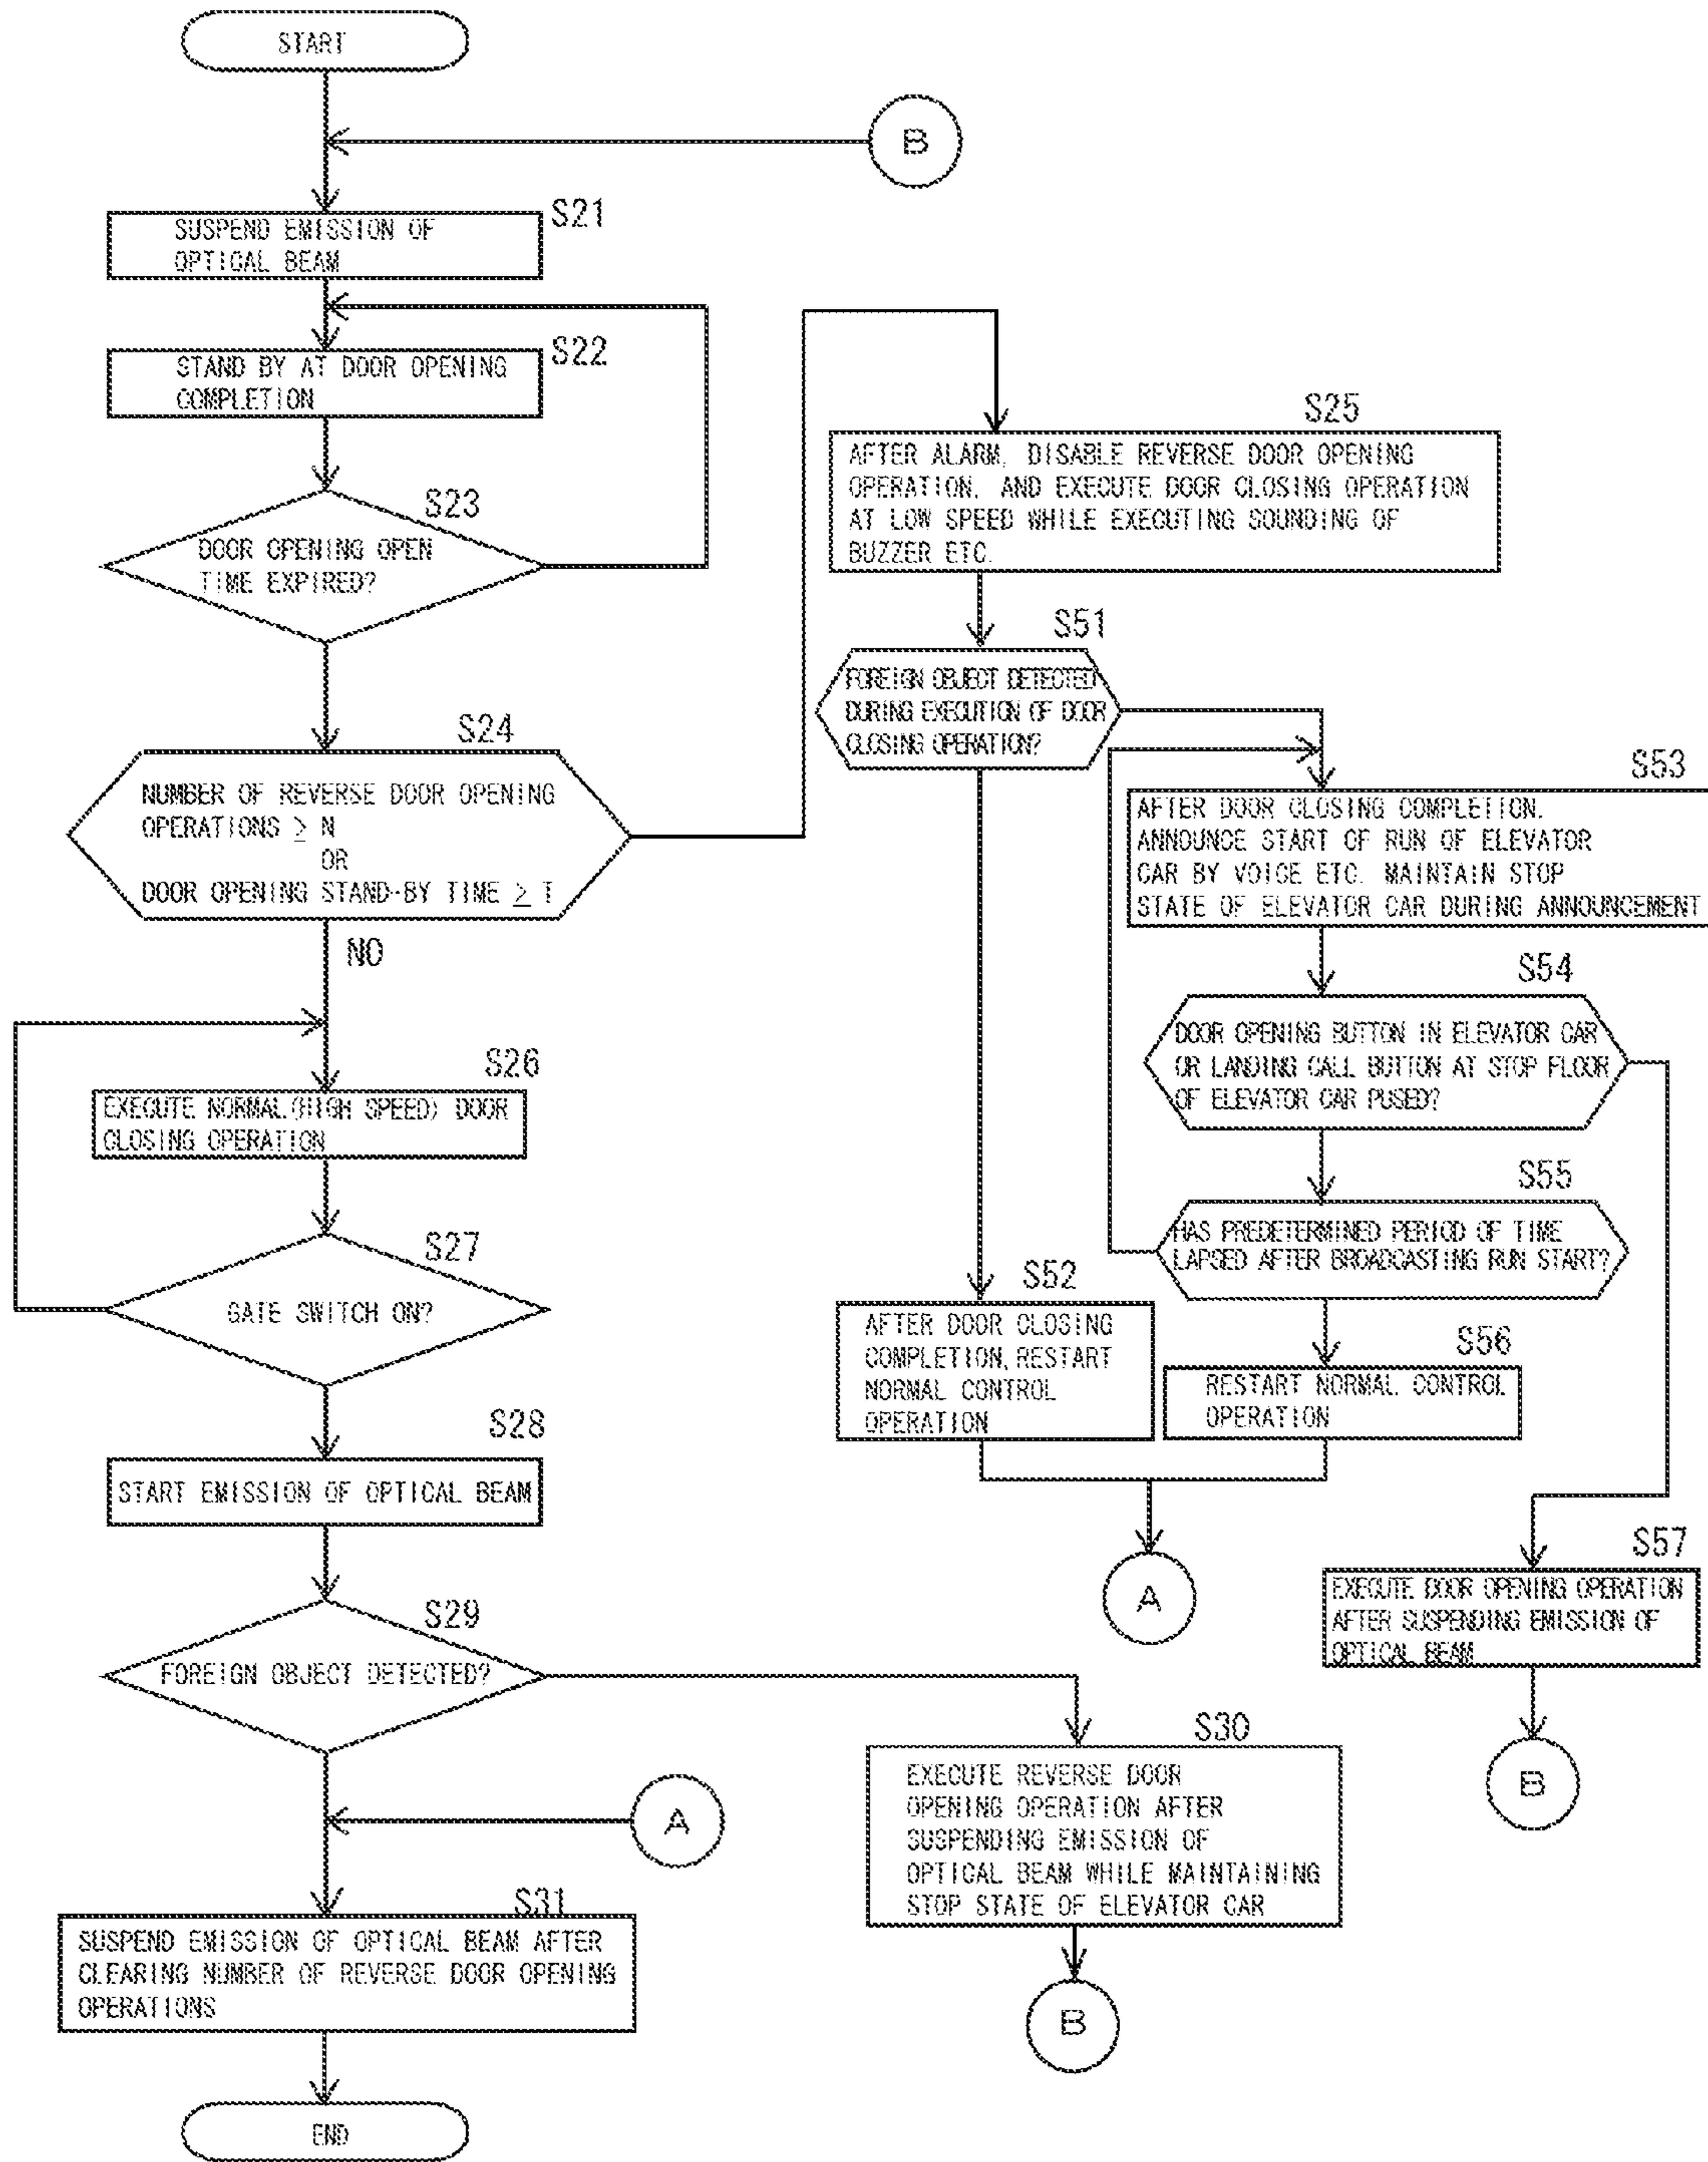 START
B
S21
SUSPEND EMISSION OF
OPTICAL BEAM
S22
STAND BY AT DOOR OPENING
COMPLETION
S23
DOOR OPENING OPEN
TIME EXPIRED?
S24
NUMBER OF REVERSE DOOR OPENING
OPERATIONS ≥ N
OR
DOOR OPENING STAND-BY TIME ≥ T
NO
S25
AFTER ALARM, DISABLE REVERSE DOOR OPENING
OPERATION, AND EXECUTE DOOR CLOSING OPERATION
AT LOW SPEED WHILE EXECUTING SOUNDING OF
BUZZER ETC.
S51
FOREIGN OBJECT DETECTED
DURING EXECUTION OF DOOR
CLOSING OPERATION?
S53
AFTER DOOR CLOSING COMPLETION,
ANNOUNCE START OF RUN OF ELEVATOR
CAR BY VOICE ETC. MAINTAIN STOP
STATE OF ELEVATOR CAR DURING ANNOUNCEMENT
S54
DOOR OPENING BUTTON IN ELEVATOR CAR
OR LANDING CALL BUTTON AT STOP FLOOR
OF ELEVATOR CAR PUSED?
S55
HAS PREDETERMINED PERIOD OF TIME
LAPSED AFTER BROADCASTING RUN START?
S26
EXECUTE NORMAL(HIGH SPEED) DOOR
CLOSING OPERATION
S27
GATE SWITCH ON?
S52
AFTER DOOR CLOSING
COMPLETION, RESTART
NORMAL CONTROL
OPERATION
S56
RESTART NORMAL CONTROL
OPERATION
A
S28
START EMISSION OF OPTICAL BEAM
S57
EXECUTE DOOR OPENING OPERATION
AFTER SUSPENDING EMISSION OF
OPTICAL BEAM
B
S29
FOREIGN OBJECT DETECTED?
S30
EXECUTE REVERSE DOOR
OPENING OPERATION AFTER
SUSPENDING EMISSION OF
OPTICAL BEAM WHILE MAINTAINING
STOP STATE OF ELEVATOR CAR
B
A
S31
SUSPEND EMISSION OF OPTICAL BEAM AFTER
CLEARING NUMBER OF REVERSE DOOR OPENING
OPERATIONS
END